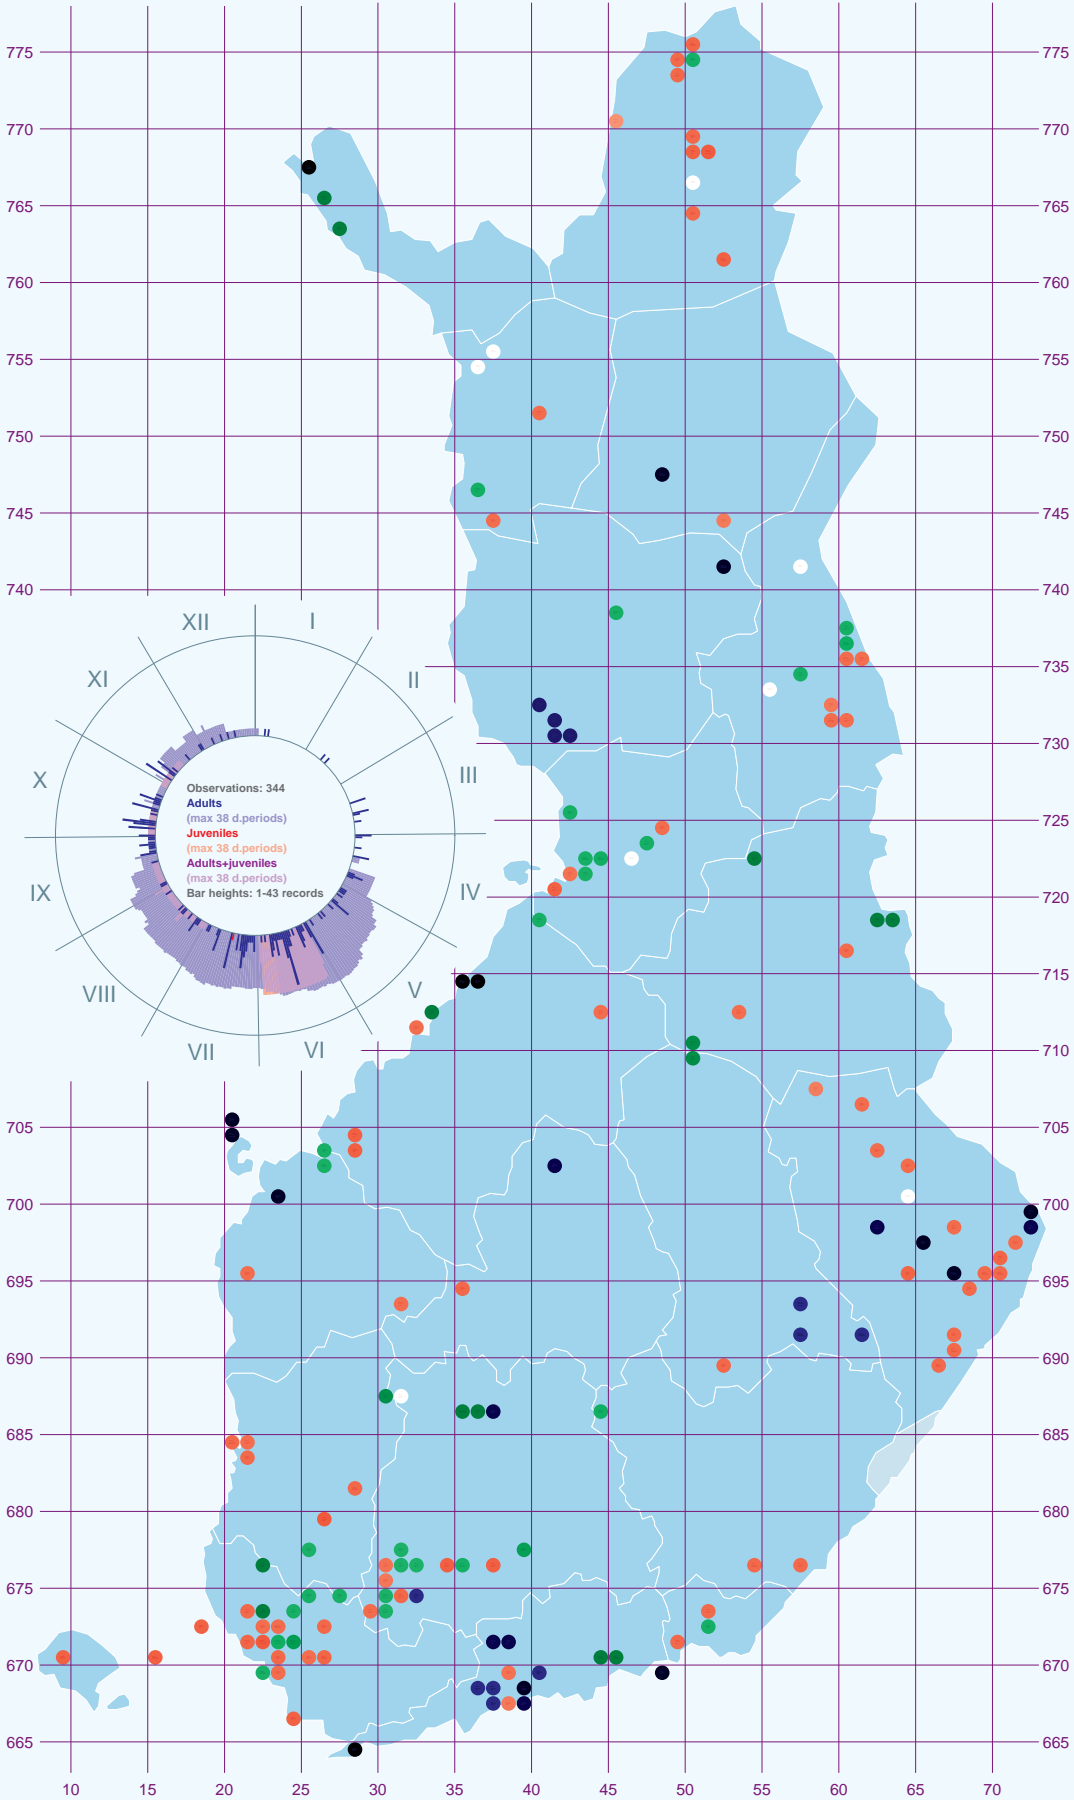 775 775
770 770
765 765
760 760
755 755
750 750
745 745
740 740
XII I
XI II
735 735
730 730
X III
Observations: 344
Adults
(max 38 d.periods)
Juveniles
(max 38 d.periods)
Adults+juveniles
(max 38 d.periods)
Bar heights: 1-43 records
725 725
IX IV
720 720
715 715
VIII V
VII VI
710 710
705 705
700 700
695 695
690 690
685 685
680 680
675 675
670 670
665 665
10 15 20 25 30 35 40 45 50 55 60 65 70